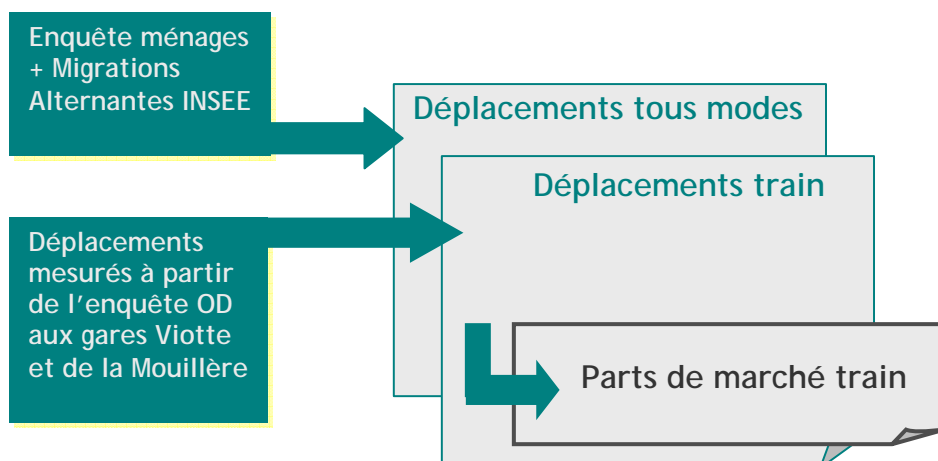 Enquête ménages
+ Migrations
Alternantes INSEE
Déplacements tous modes
Déplacements train
Déplacements
mesurés à partir
de l'enquête OD
aux gares Viotte
et de la Mouillère
Parts de marché train